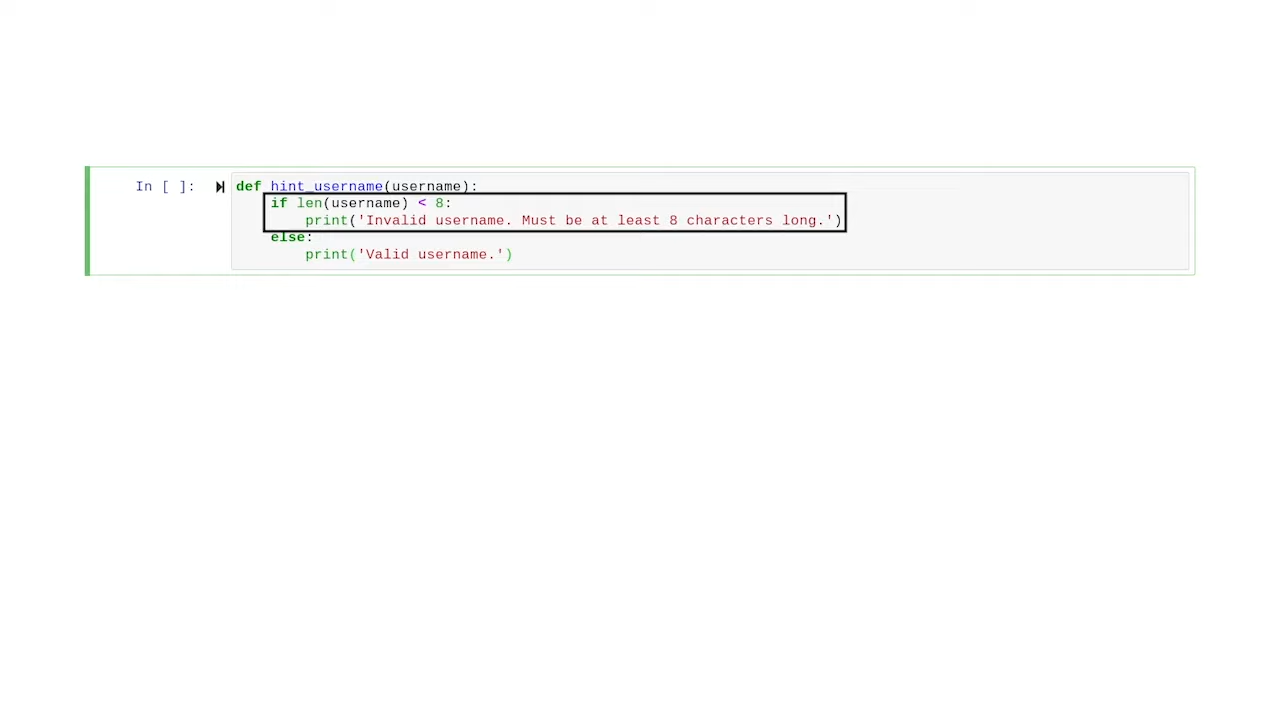 In [ ]: def hint_username(username):
if len(username) < 8:
print('Invalid username. Must be at least 8 characters long.')
else:
print('Valid username.')